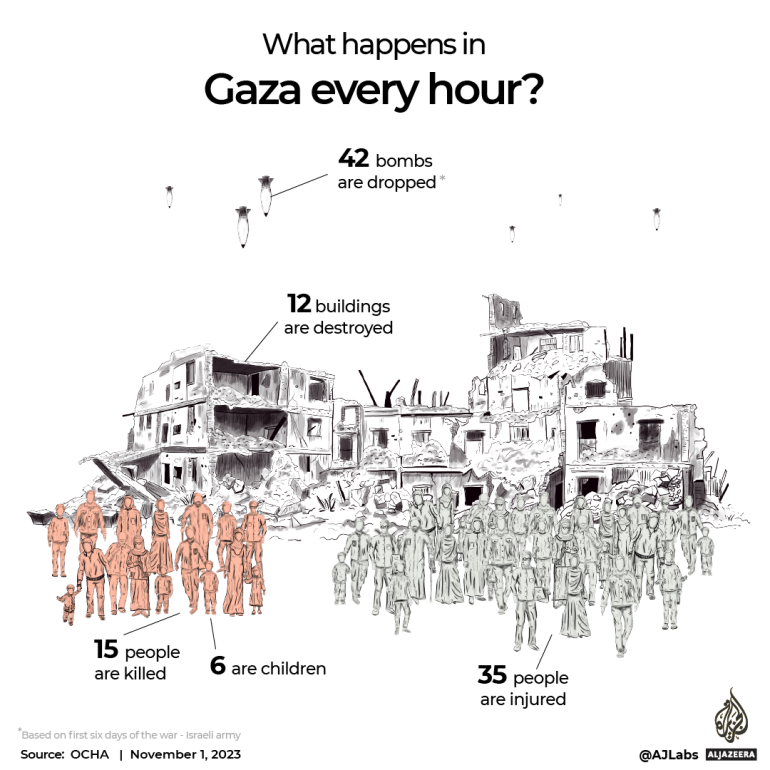 What happens in
Gaza every hour?
42 bombs
are dropped*
12 buildings
are destroyed
15 people
are killed
6 are children
35 people
are injured
*Based on first six days of the war - Israeli army
Source: OCHA | November 1, 2023
@AJLabs ALJAZEERA